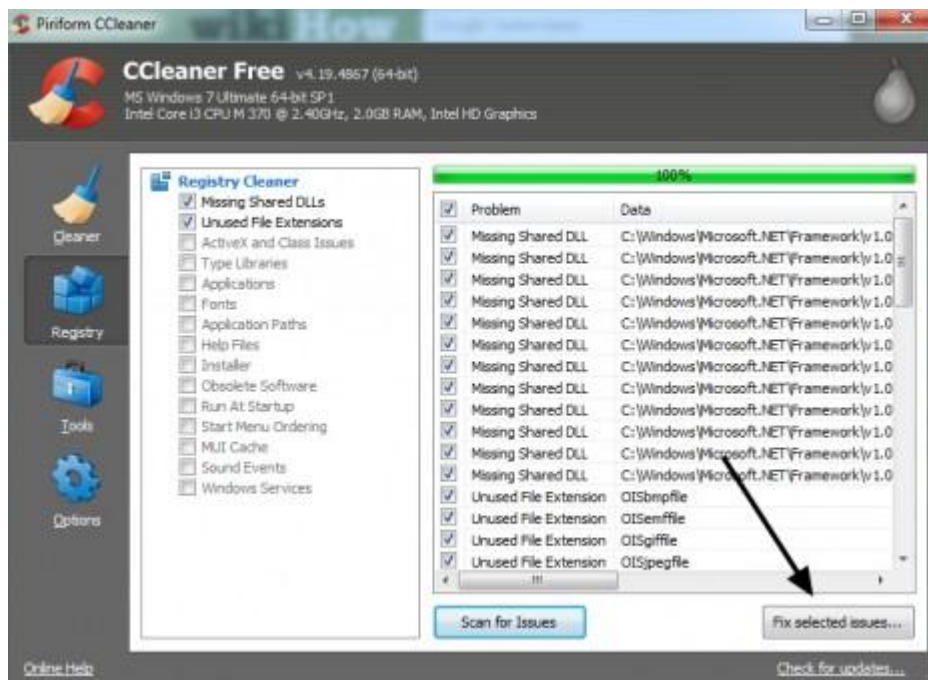 Piriform CCleaner
wikiHow
CCleaner Free v4.19.4867 (64-bit)
MS Windows 7 Ultimate 64-bit SP1
Intel Core i3 CPU M 370 @ 2.40GHz, 2.0GB RAM, Intel HD Graphics
Cleaner
Registry
Tools
Options
Registry Cleaner
Missing Shared DLLs
Unused File Extensions
ActiveX and Class Issues
Type Libraries
Applications
Fonts
Application Paths
Help Files
Installer
Obsolete Software
Run At Startup
Start Menu Ordering
MUI Cache
Sound Events
Windows Services
100%
Problem Data
Missing Shared DLL C:\Windows\Microsoft.NET\Framework\v1.0
Missing Shared DLL C:\Windows\Microsoft.NET\Framework\v1.0
Missing Shared DLL C:\Windows\Microsoft.NET\Framework\v1.0
Missing Shared DLL C:\Windows\Microsoft.NET\Framework\v1.0
Missing Shared DLL C:\Windows\Microsoft.NET\Framework\v1.0
Missing Shared DLL C:\Windows\Microsoft.NET\Framework\v1.0
Missing Shared DLL C:\Windows\Microsoft.NET\Framework\v1.0
Missing Shared DLL C:\Windows\Microsoft.NET\Framework\v1.0
Missing Shared DLL C:\Windows\Microsoft.NET\Framework\v1.0
Missing Shared DLL C:\Windows\Microsoft.NET\Framework\v1.0
Missing Shared DLL C:\Windows\Microsoft.NET\Framework\v1.0
Missing Shared DLL C:\Windows\Microsoft.NET\Framework\v1.0
Unused File Extension OISbmpfile
Unused File Extension OISemffile
Unused File Extension OISgiffile
Unused File Extension OISjpegfile
Scan for Issues
Fix selected issues...
Online Help
Check for updates...